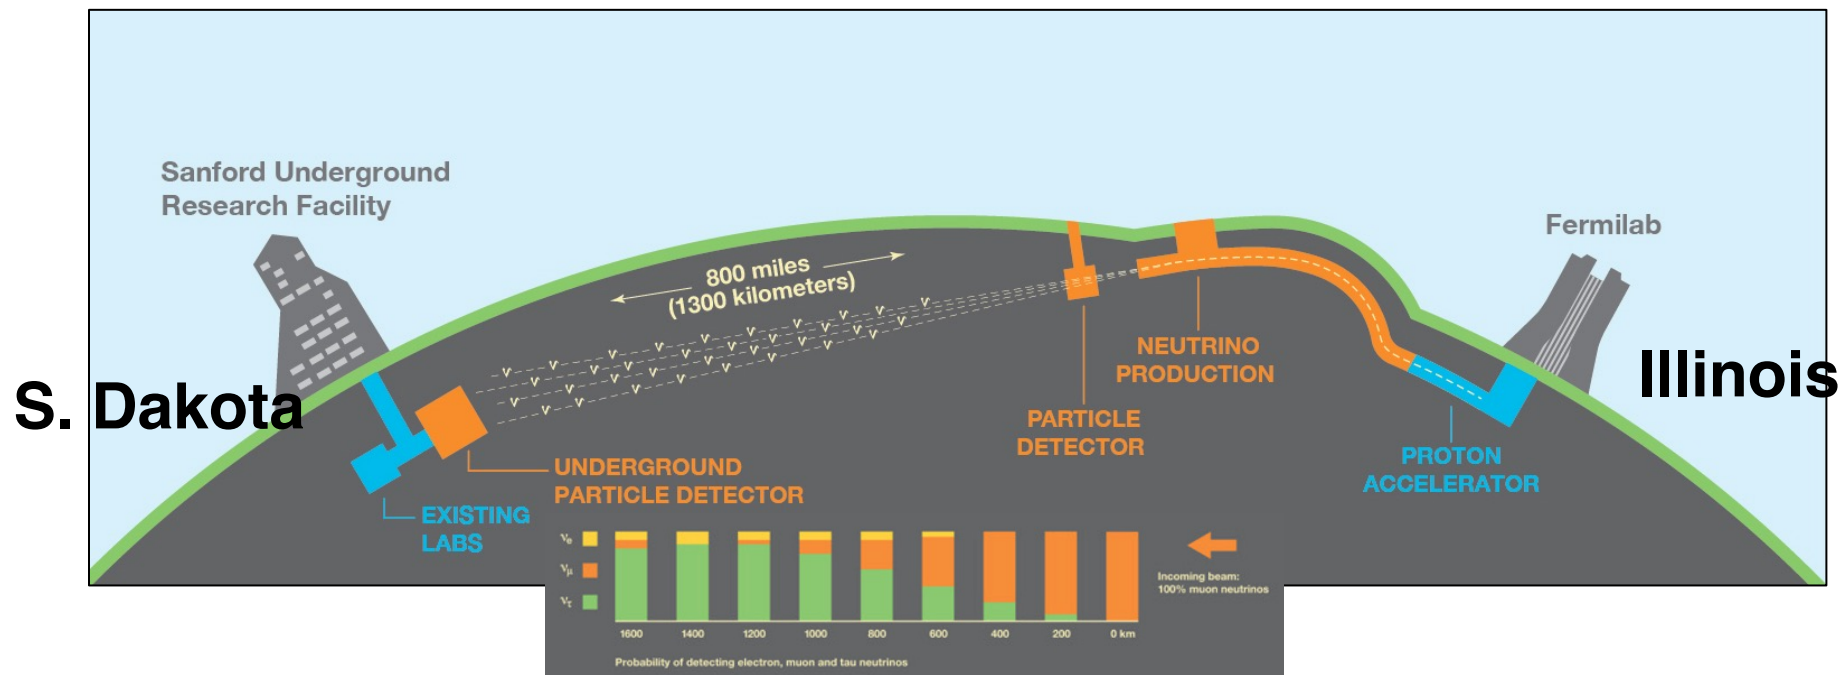 Sanford Underground
Research Facility
Fermilab
800 miles
(1300 kilometers)
S. Dakota
Illinois
NEUTRINO
PRODUCTION
PARTICLE
DETECTOR
PROTON
ACCELERATOR
UNDERGROUND
PARTICLE DETECTOR
EXISTING
LABS
νe
νμ
ντ
Incoming beam:
100% muon neutrinos
1600 1400 1200 1000 800 600 400 200 0 km
Probability of detecting electron, muon and tau neutrinos